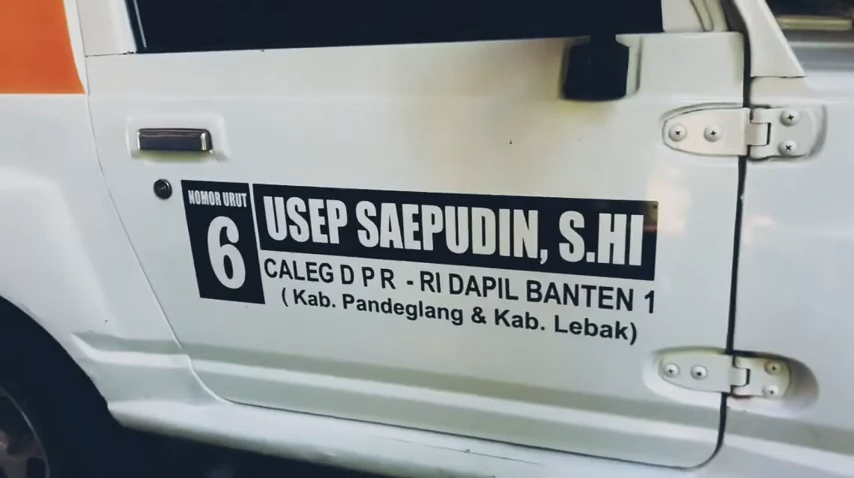 NOMOR URUT
6
USEP SAEPUDIN, S.HI
CALEG D P R - RI DAPIL BANTEN 1
( Kab. Pandeglang & Kab. Lebak)